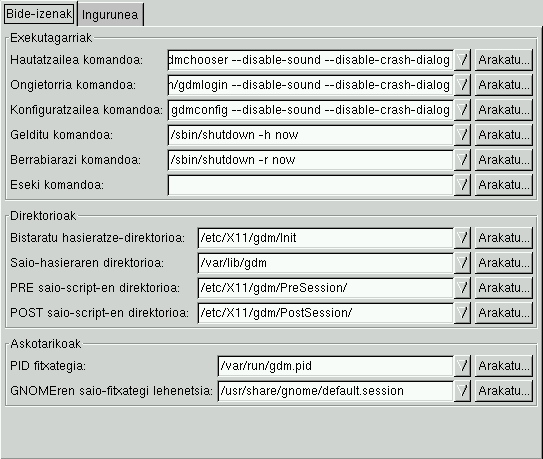 Bide-izenak
Ingurunea
Exekutagarriak
Hautatzailea komandoa: dmchooser --disable-sound --disable-crash-dialog Arakatu...
Ongietorria komandoa: n/gdmlogin --disable-sound --disable-crash-dialog Arakatu...
Konfiguratzailea komandoa: gdmconfig --disable-sound --disable-crash-dialog Arakatu...
Gelditu komandoa: /sbin/shutdown -h now Arakatu...
Berrabiarazi komandoa: /sbin/shutdown -r now Arakatu...
Eseki komandoa: Arakatu...
Direktorioak
Bistaratu hasieratze-direktorioa: /etc/X11/gdm/Init Arakatu...
Saio-hasieraren direktorioa: /var/lib/gdm Arakatu...
PRE saio-script-en direktorioa: /etc/X11/gdm/PreSession/ Arakatu...
POST saio-script-en direktorioa: /etc/X11/gdm/PostSession/ Arakatu...
Askotarikoak
PID fitxategia: /var/run/gdm.pid Arakatu...
GNOMEren saio-fitxategi lehenetsia: /usr/share/gnome/default.session Arakatu...